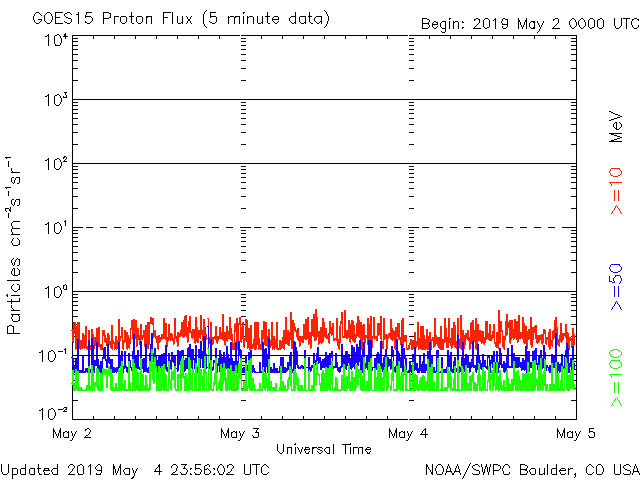 GOES15 Proton Flux (5 minute data)
Begin: 2019 May 2 0000 UTC
10⁴
10³
10²
10¹
10⁰
10⁻¹
10⁻²
Particles cm⁻²s⁻¹sr⁻¹
MeV
>=10
>=50
>=100
May 2
May 3
May 4
May 5
Universal Time
Updated 2019 May 4 23:56:02 UTC
NOAA/SWPC Boulder, CO USA